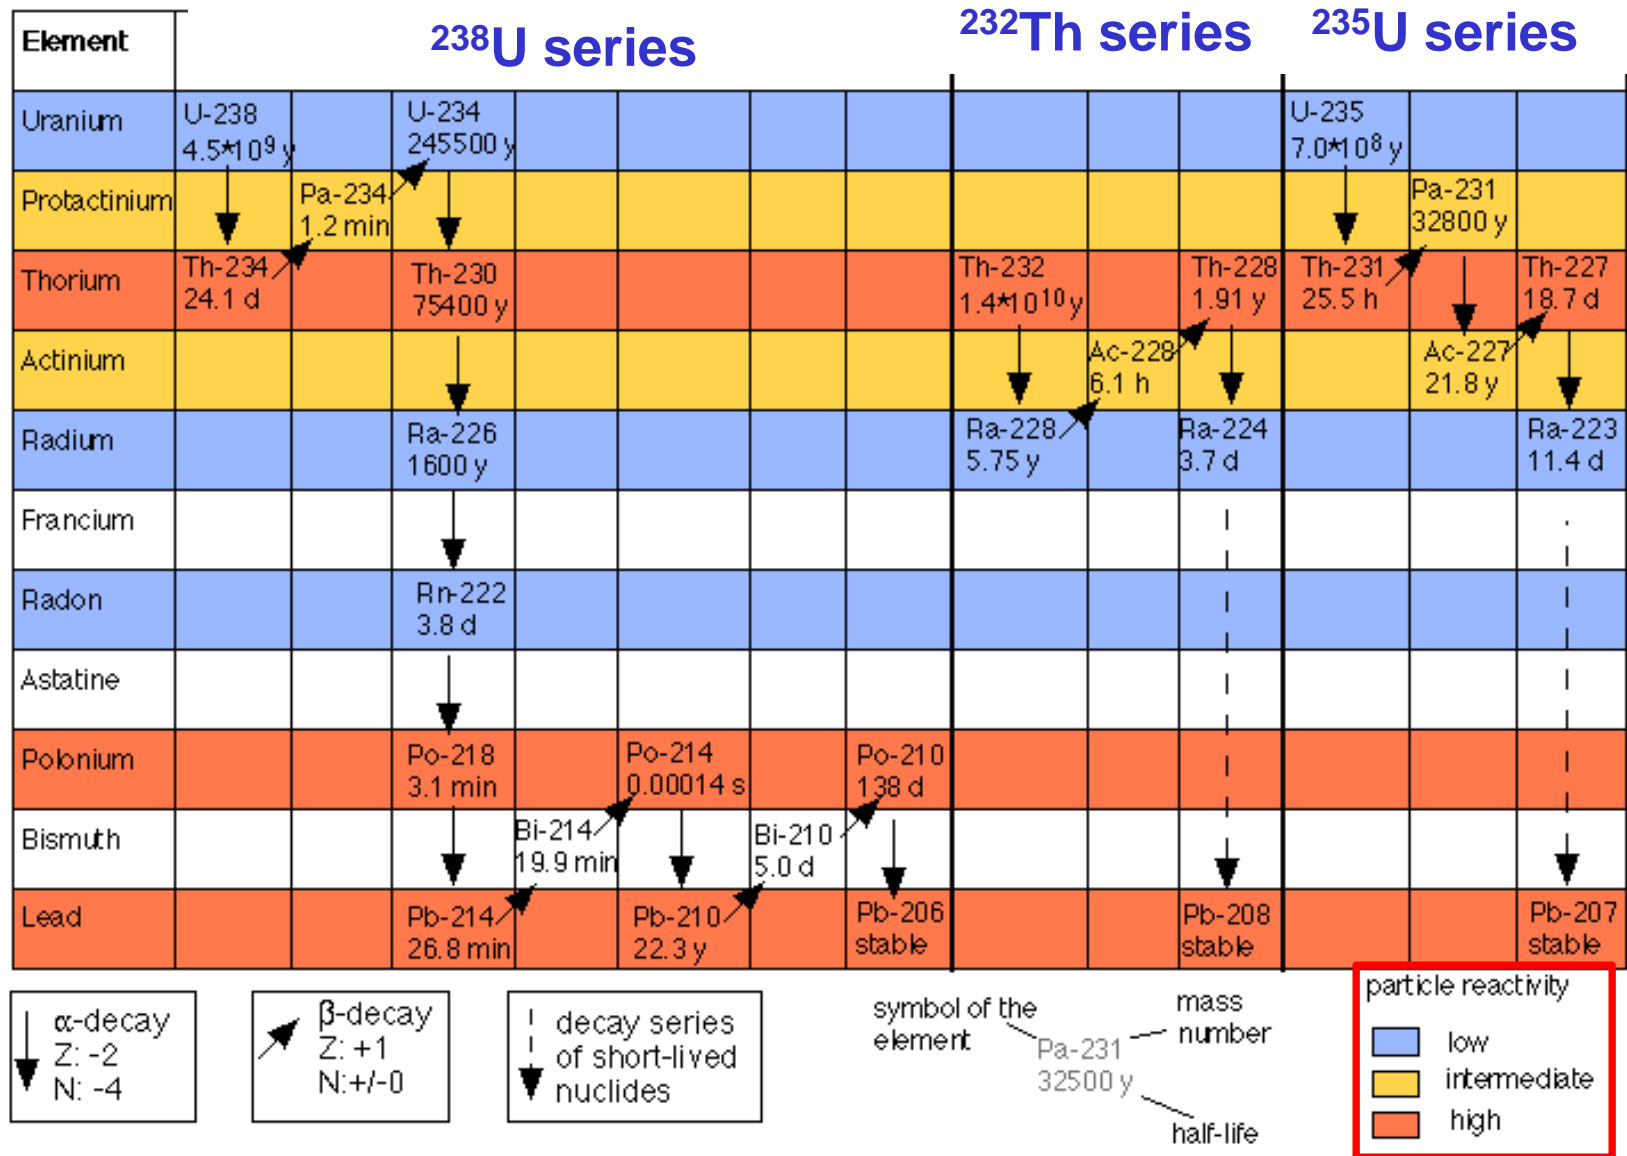 Element
²³⁸U series
²³²Th series
²³⁵U series
Uranium
U-238
4.5*10⁹ y
U-234
245500 y
U-235
7.0*10⁸ y
Protactinium
Pa-234
1.2 min
Pa-231
32800 y
Thorium
Th-234
24.1 d
Th-230
75400 y
Th-232
1.4*10¹⁰ y
Th-228
1.91 y
Th-231
25.5 h
Th-227
18.7 d
Actinium
Ac-228
6.1 h
Ac-227
21.8 y
Radium
Ra-226
1600 y
Ra-228
5.75 y
Ra-224
3.7 d
Ra-223
11.4 d
Francium
Radon
Rn-222
3.8 d
Astatine
Polonium
Po-218
3.1 min
Po-214
0.00014 s
Po-210
138 d
Bismuth
Bi-214
19.9 min
Bi-210
5.0 d
Lead
Pb-214
26.8 min
Pb-210
22.3 y
Pb-206
stable
Pb-208
stable
Pb-207
stable
α-decay
Z: -2
N: -4
β-decay
Z: +1
N:+/-0
decay series
of short-lived
nuclides
symbol of the
element
mass
number
Pa-231
32500 y
half-life
particle reactivity
low
intermediate
high